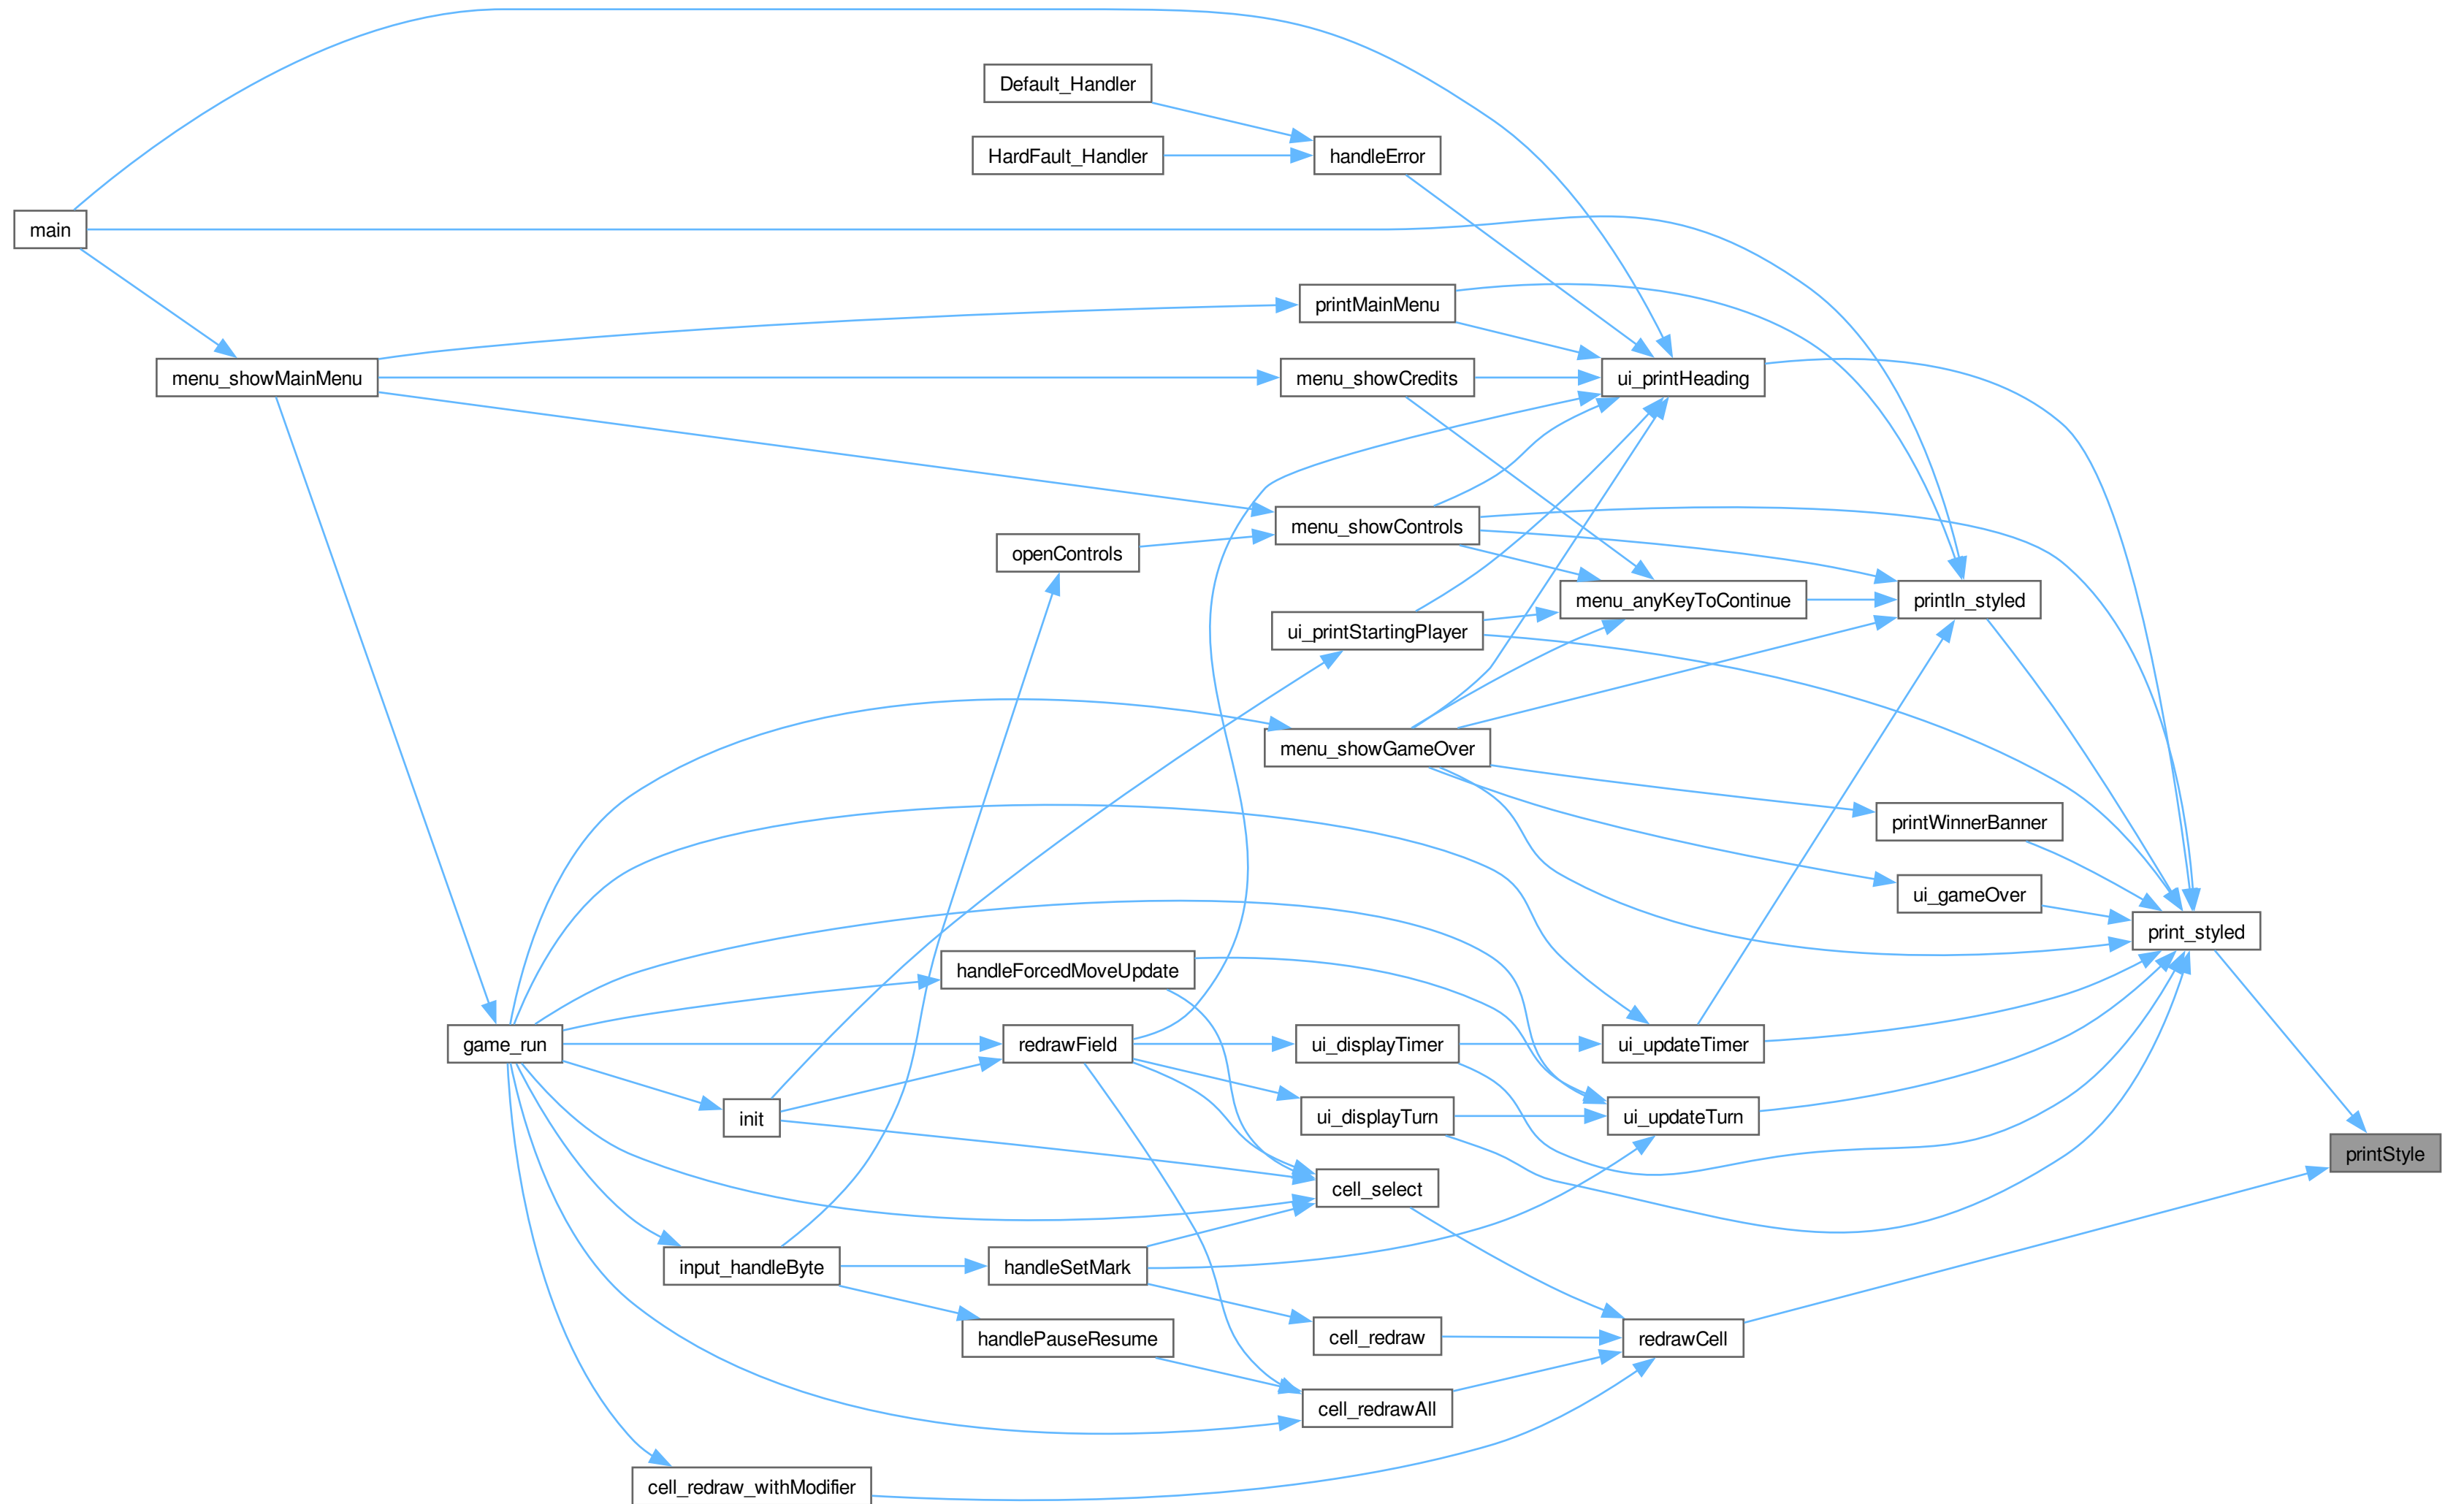 Default_Handler
HardFault_Handler
handleError
main
printMainMenu
menu_showMainMenu
menu_showCredits
ui_printHeading
menu_showControls
openControls
menu_anyKeyToContinue
println_styled
ui_printStartingPlayer
menu_showGameOver
printWinnerBanner
ui_gameOver
print_styled
handleForcedMoveUpdate
game_run
redrawField
ui_displayTimer
ui_updateTimer
init
ui_displayTurn
ui_updateTurn
printStyle
cell_select
input_handleByte
handleSetMark
handlePauseResume
cell_redraw
redrawCell
cell_redrawAll
cell_redraw_withModifier